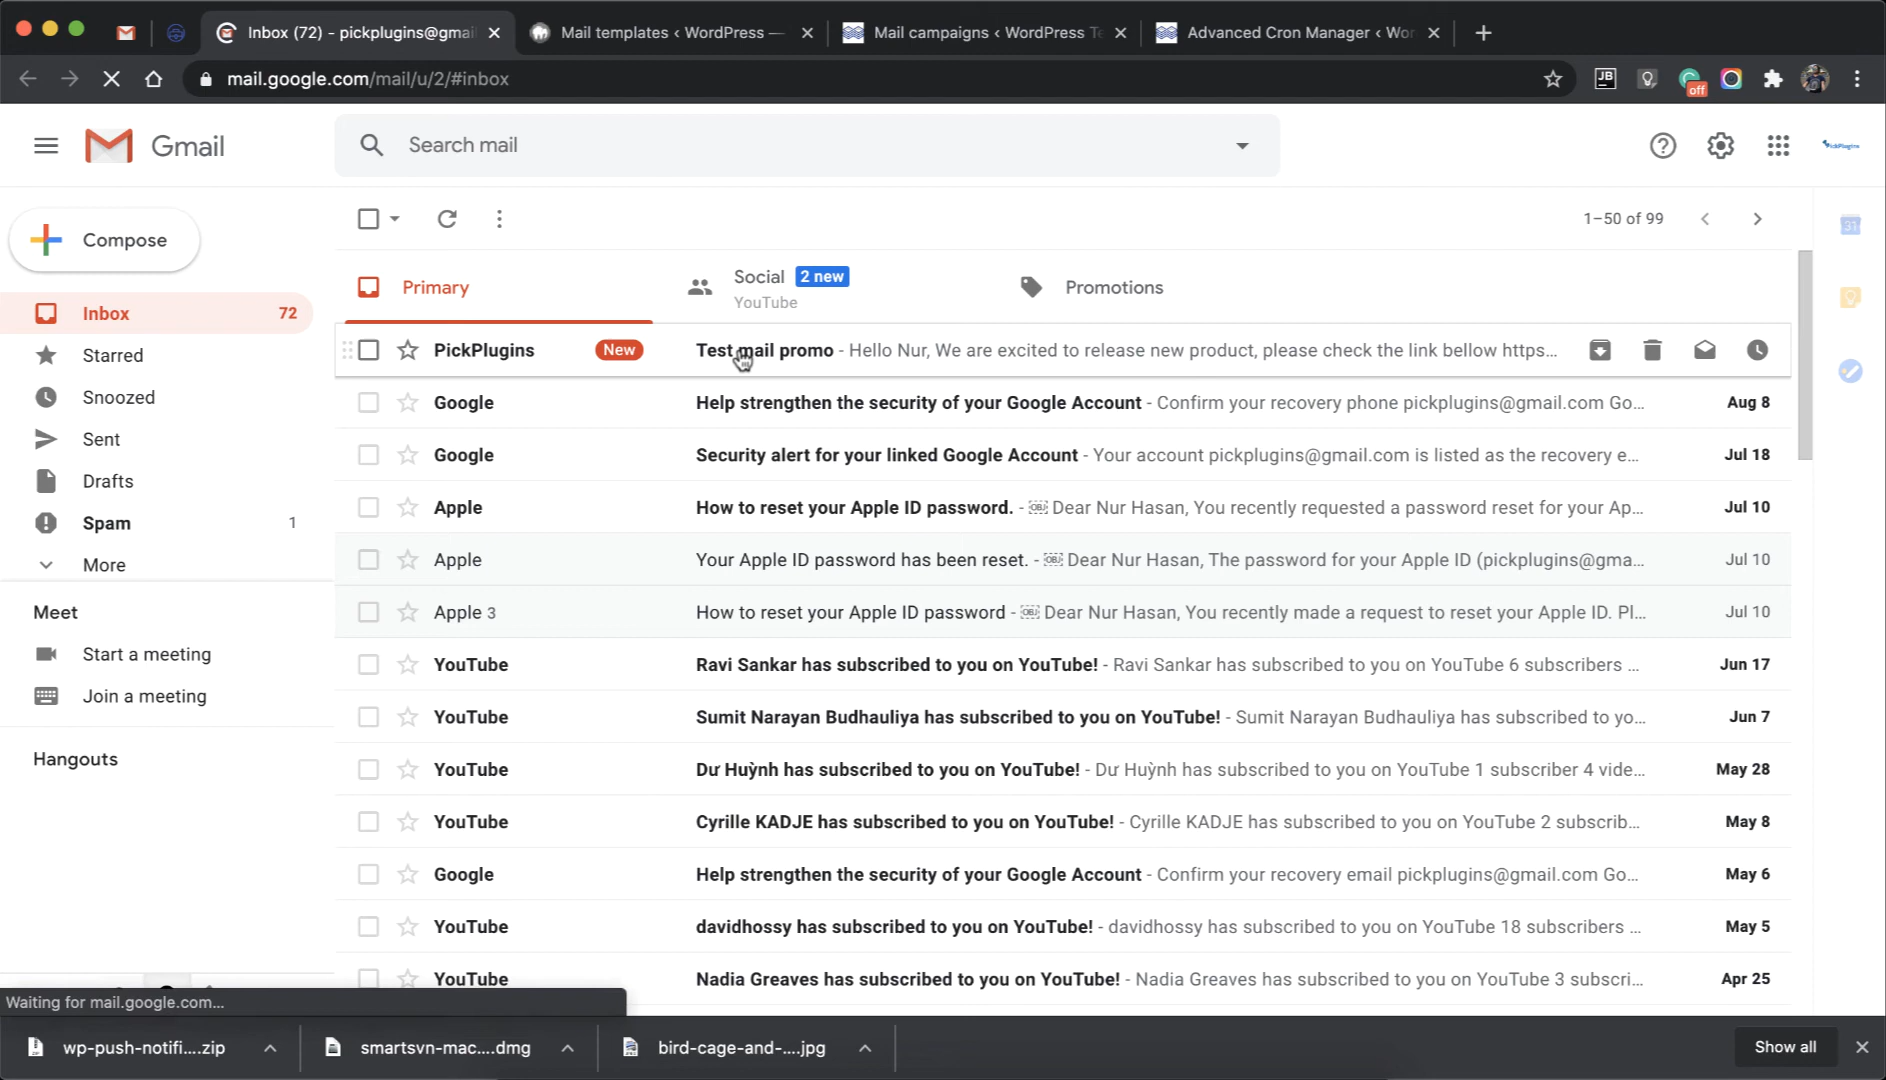 Inbox (72) - pickplugins@gmai
Mail templates ‹ WordPress —
Mail campaigns ‹ WordPress Te
Advanced Cron Manager ‹ Wor
mail.google.com/mail/u/2/#inbox
JB
off
Gmail
Search mail
PickPlugins
Compose
1–50 of 99
31
Primary
Social 2 new
YouTube
Promotions
Inbox 72
Starred
Snoozed
Sent
Drafts
Spam 1
More
Meet
Start a meeting
Join a meeting
Hangouts
PickPlugins New Test mail promo - Hello Nur, We are excited to release new product, please check the link bellow https...
Google Help strengthen the security of your Google Account - Confirm your recovery phone pickplugins@gmail.com Go... Aug 8
Google Security alert for your linked Google Account - Your account pickplugins@gmail.com is listed as the recovery e... Jul 18
Apple How to reset your Apple ID password. - OBJ Dear Nur Hasan, You recently requested a password reset for your Ap... Jul 10
Apple Your Apple ID password has been reset. - OBJ Dear Nur Hasan, The password for your Apple ID (pickplugins@gma... Jul 10
Apple 3 How to reset your Apple ID password - OBJ Dear Nur Hasan, You recently made a request to reset your Apple ID. Pl... Jul 10
YouTube Ravi Sankar has subscribed to you on YouTube! - Ravi Sankar has subscribed to you on YouTube 6 subscribers ... Jun 17
YouTube Sumit Narayan Budhauliya has subscribed to you on YouTube! - Sumit Narayan Budhauliya has subscribed to yo... Jun 7
YouTube Dư Huỳnh has subscribed to you on YouTube! - Dư Huỳnh has subscribed to you on YouTube 1 subscriber 4 vide... May 28
YouTube Cyrille KADJE has subscribed to you on YouTube! - Cyrille KADJE has subscribed to you on YouTube 2 subscrib... May 8
Google Help strengthen the security of your Google Account - Confirm your recovery email pickplugins@gmail.com Go... May 6
YouTube davidhossy has subscribed to you on YouTube! - davidhossy has subscribed to you on YouTube 18 subscribers ... May 5
YouTube Nadia Greaves has subscribed to you on YouTube! - Nadia Greaves has subscribed to you on YouTube 3 subscri... Apr 25
Waiting for mail.google.com...
wp-push-notifi....zip
smartsvn-mac....dmg
bird-cage-and-....jpg
Show all